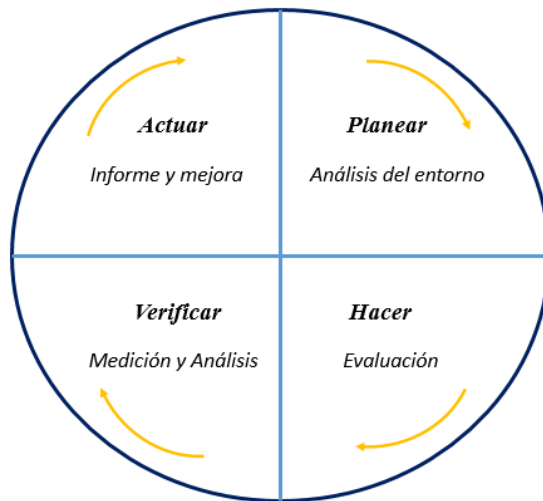 Actuar
Informe y mejora
Planear
Análisis del entorno
Verificar
Medición y Análisis
Hacer
Evaluación